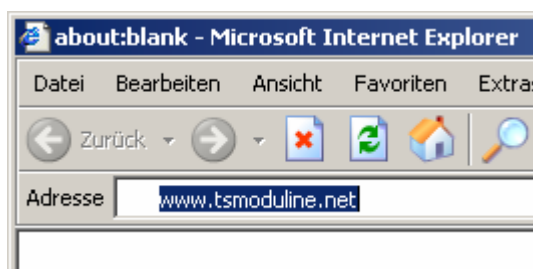 about:blank - Microsoft Internet Explorer
Datei Bearbeiten Ansicht Favoriten Extras
Zurück
Adresse www.tsmoduline.net